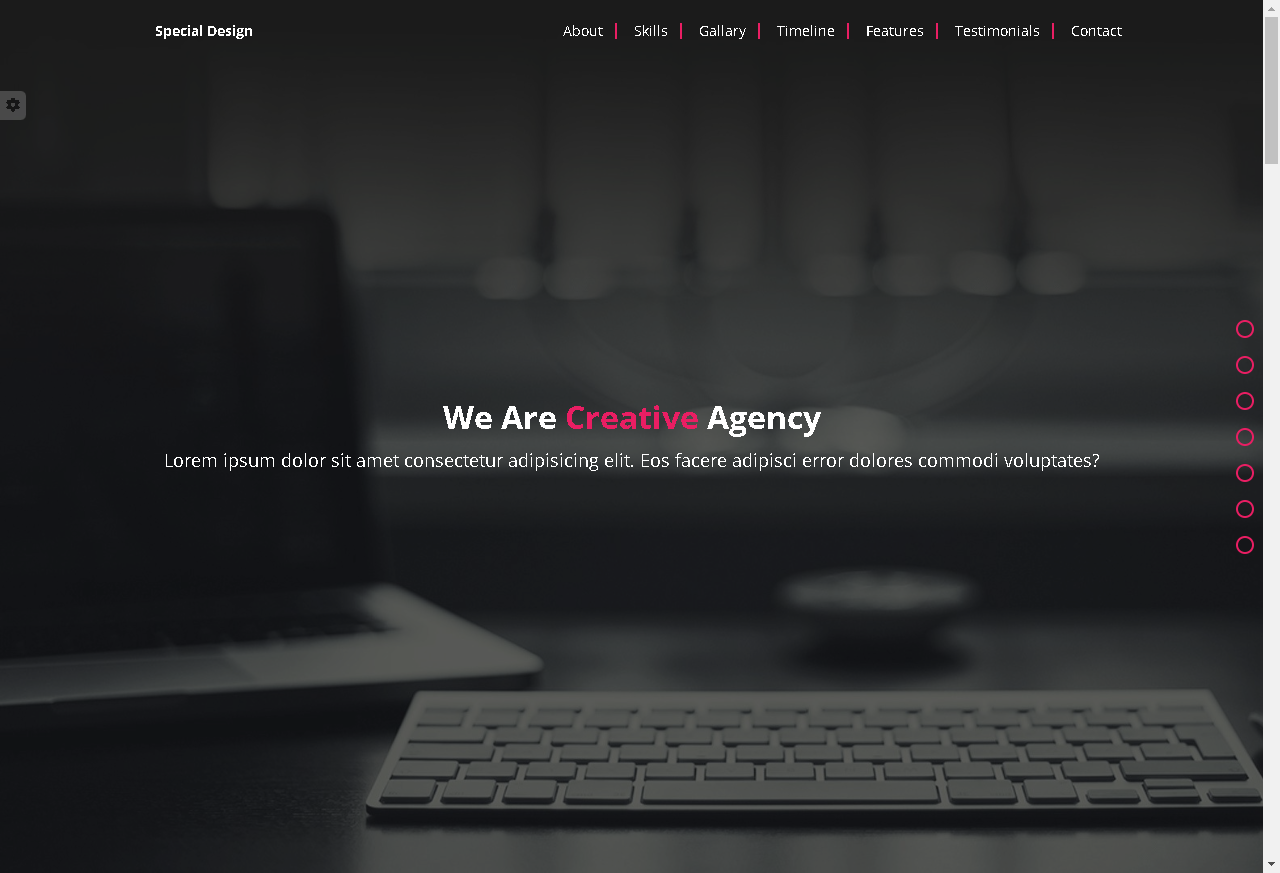 Special Design
About
Skills
Gallary
Timeline
Features
Testimonials
Contact
We Are Creative Agency
Lorem ipsum dolor sit amet consectetur adipisicing elit. Eos facere adipisci error dolores commodi voluptates?